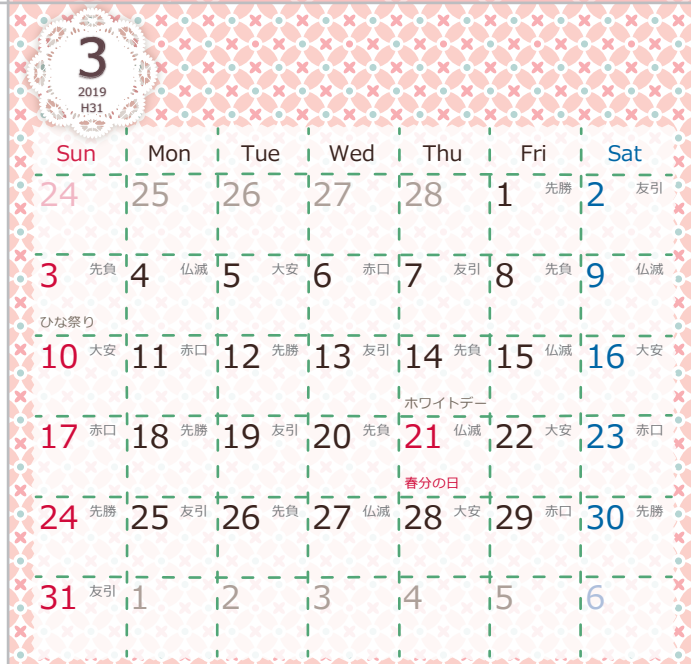 3
2019
H31
Sun Mon Tue Wed Thu Fri Sat
24 25 26 27 28 1 先勝 2 友引
3 先負 4 仏滅 5 大安 6 赤口 7 友引 8 先負 9 仏滅
ひな祭り
10 大安 11 赤口 12 先勝 13 友引 14 先負 15 仏滅 16 大安
ホワイトデー
17 赤口 18 先勝 19 友引 20 先負 21 仏滅 22 大安 23 赤口
春分の日
24 先勝 25 友引 26 先負 27 仏滅 28 大安 29 赤口 30 先勝
31 友引 1 2 3 4 5 6